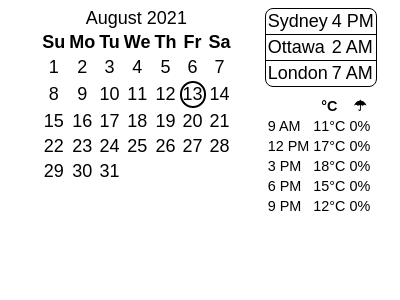 August 2021
Su Mo Tu We Th Fr Sa
1 2 3 4 5 6 7
8 9 10 11 12 13 14
15 16 17 18 19 20 21
22 23 24 25 26 27 28
29 30 31
Sydney 4 PM
Ottawa 2 AM
London 7 AM
°C ☂
9 AM 11°C 0%
12 PM 17°C 0%
3 PM 18°C 0%
6 PM 15°C 0%
9 PM 12°C 0%